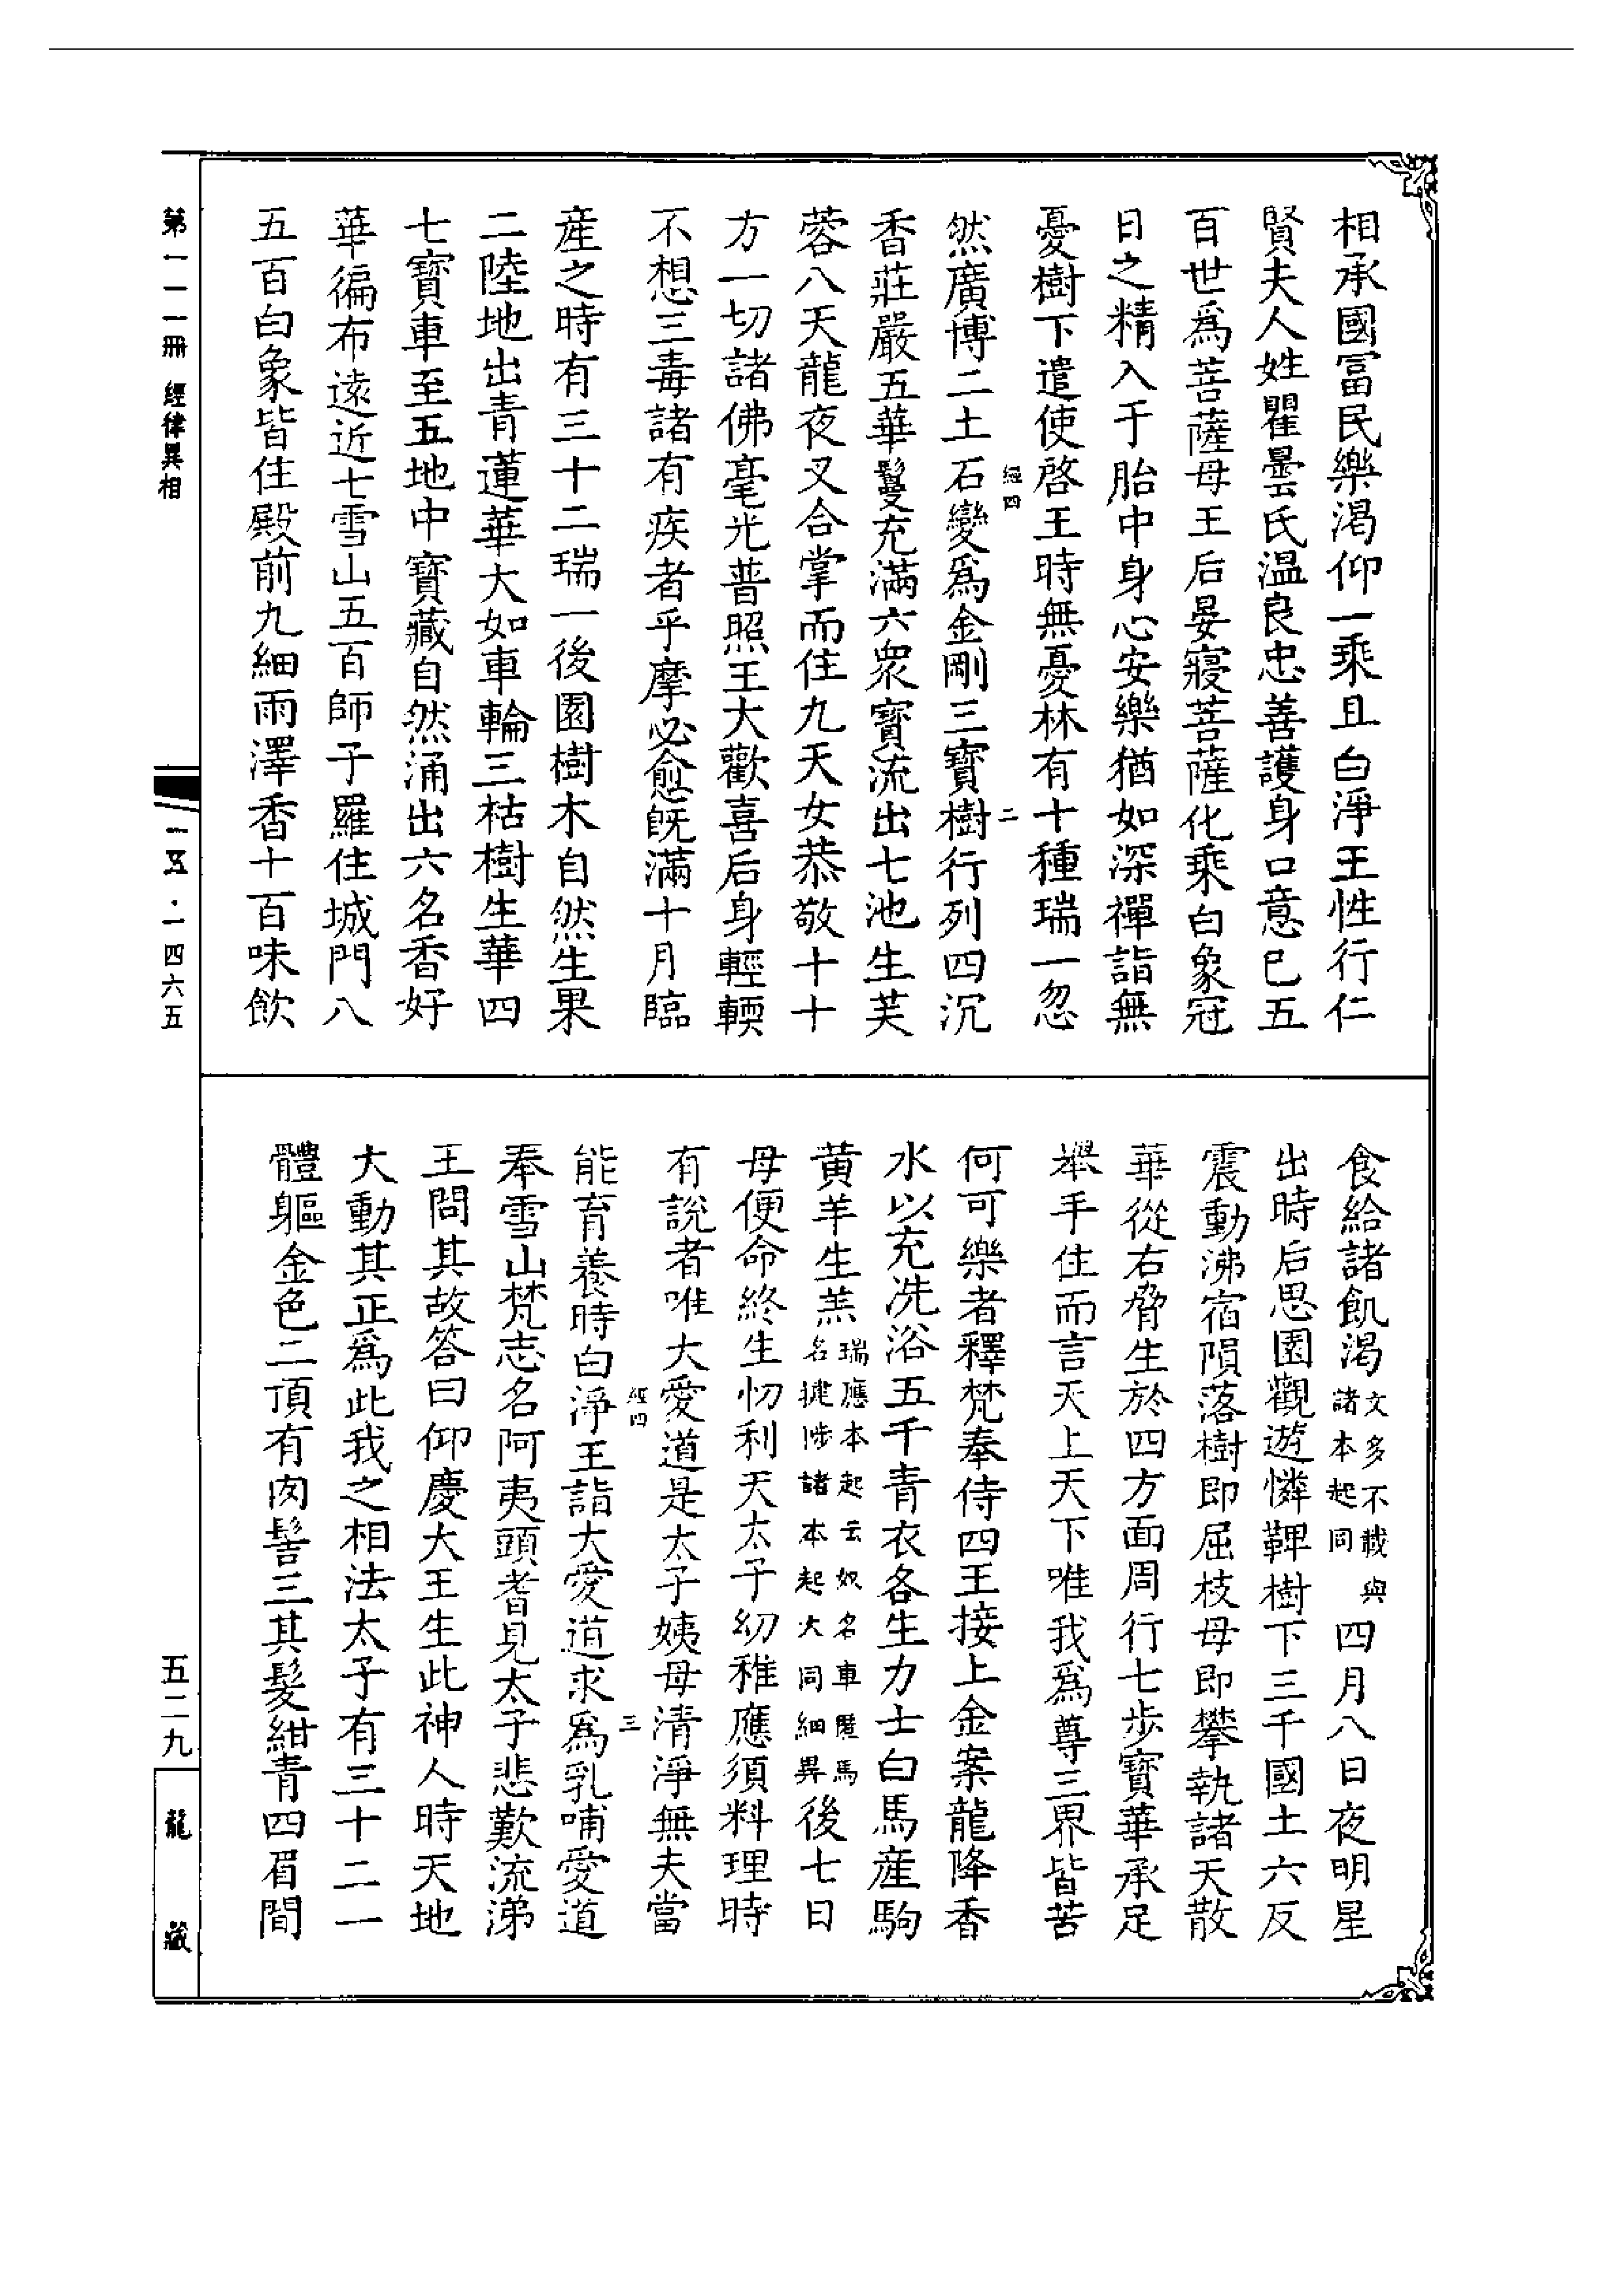 相承國富民樂渴仰一乘且白淨王性行仁
賢夫人姓瞿曇氏溫良忠善護身口意已五
百世爲菩薩母王后晏寢菩薩化乘白象冠
日之精入于胎中身心安樂猶如深禪詣無
憂樹下遣使啓王時無憂林有十種瑞一忽
經四
二
然廣博二土石變爲金剛三寶樹行列四沉
香莊嚴五華鬘充滿六衆寶流出七池生芙
蓉八天龍夜叉合掌而住九天女恭敬十十
方一切諸佛毫光普照王大歡喜后身輕輭
不想三毒諸有疾者乎摩必愈旣滿十月臨
産之時有三十二瑞一後園樹木自然生果
二陸地出青蓮華大如車輪三枯樹生華四
七寶車至五地中寶藏自然涌出六名香好
華徧布遠近七雪山五百師子羅住城門八
五百白象皆住殿前九細雨澤香十百味飲
食給諸飢渴文多不載與諸本起同四月八日夜明星
出時后思園觀遊憐鞞樹下三千國土六反
震動沸宿隕落樹即屈枝母即攀執諸天散
華從右脅生於四方面周行七步寶華承足
舉手住而言天上天下唯我爲尊三界皆苦
何可樂者釋梵奉侍四王接上金案龍降香
水以充洗浴五千青衣各生力士白馬産駒
黄羊生羔瑞應本起云奴名車匿馬名揵陟諸本起大同細異後七日
母便命終生忉利天太子幼稚應須料理時
有說者唯大愛道是太子姨母清淨無夫當
經四
三
能育養時白淨王詣大愛道求爲乳哺愛道
奉雪山梵志名阿夷頭耆見太子悲歎流涕
王問其故答曰仰慶大王生此神人時天地
大動其正爲此我之相法太子有三十二一
體軀金色二頂有肉髻三其髮紺青四眉間
第一一一冊 經律異相
一五·一四六五
五二九
龍藏